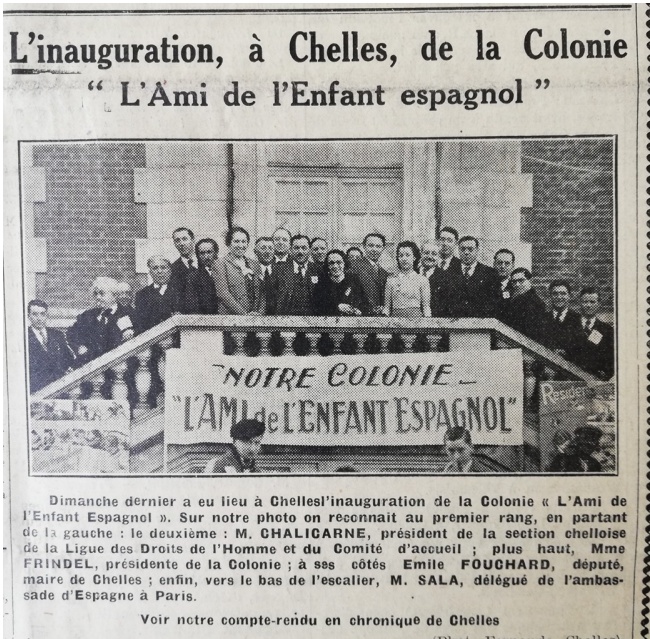 L'inauguration, à Chelles, de la Colonie
“ L'Ami de l'Enfant espagnol ”
NOTRE COLONIE
"L'AMI de L'ENFANT ESPAGNOL"
Dimanche dernier a eu lieu à Chellesl'inauguration de la Colonie « L'Ami de
l'Enfant Espagnol ». Sur notre photo on reconnait au premier rang, en partant
de la gauche : le deuxième : M. CHALICARNE, président de la section chelloise
de la Ligue des Droits de l'Homme et du Comité d'accueil ; plus haut, Mme
FRINDEL, présidente de la Colonie ; à ses côtés Emile FOUCHARD, député,
maire de Chelles ; enfin, vers le bas de l'escalier, M. SALA, délégué de l'ambas-
sade d'Espagne à Paris.
Voir notre compte-rendu en chronique de Chelles